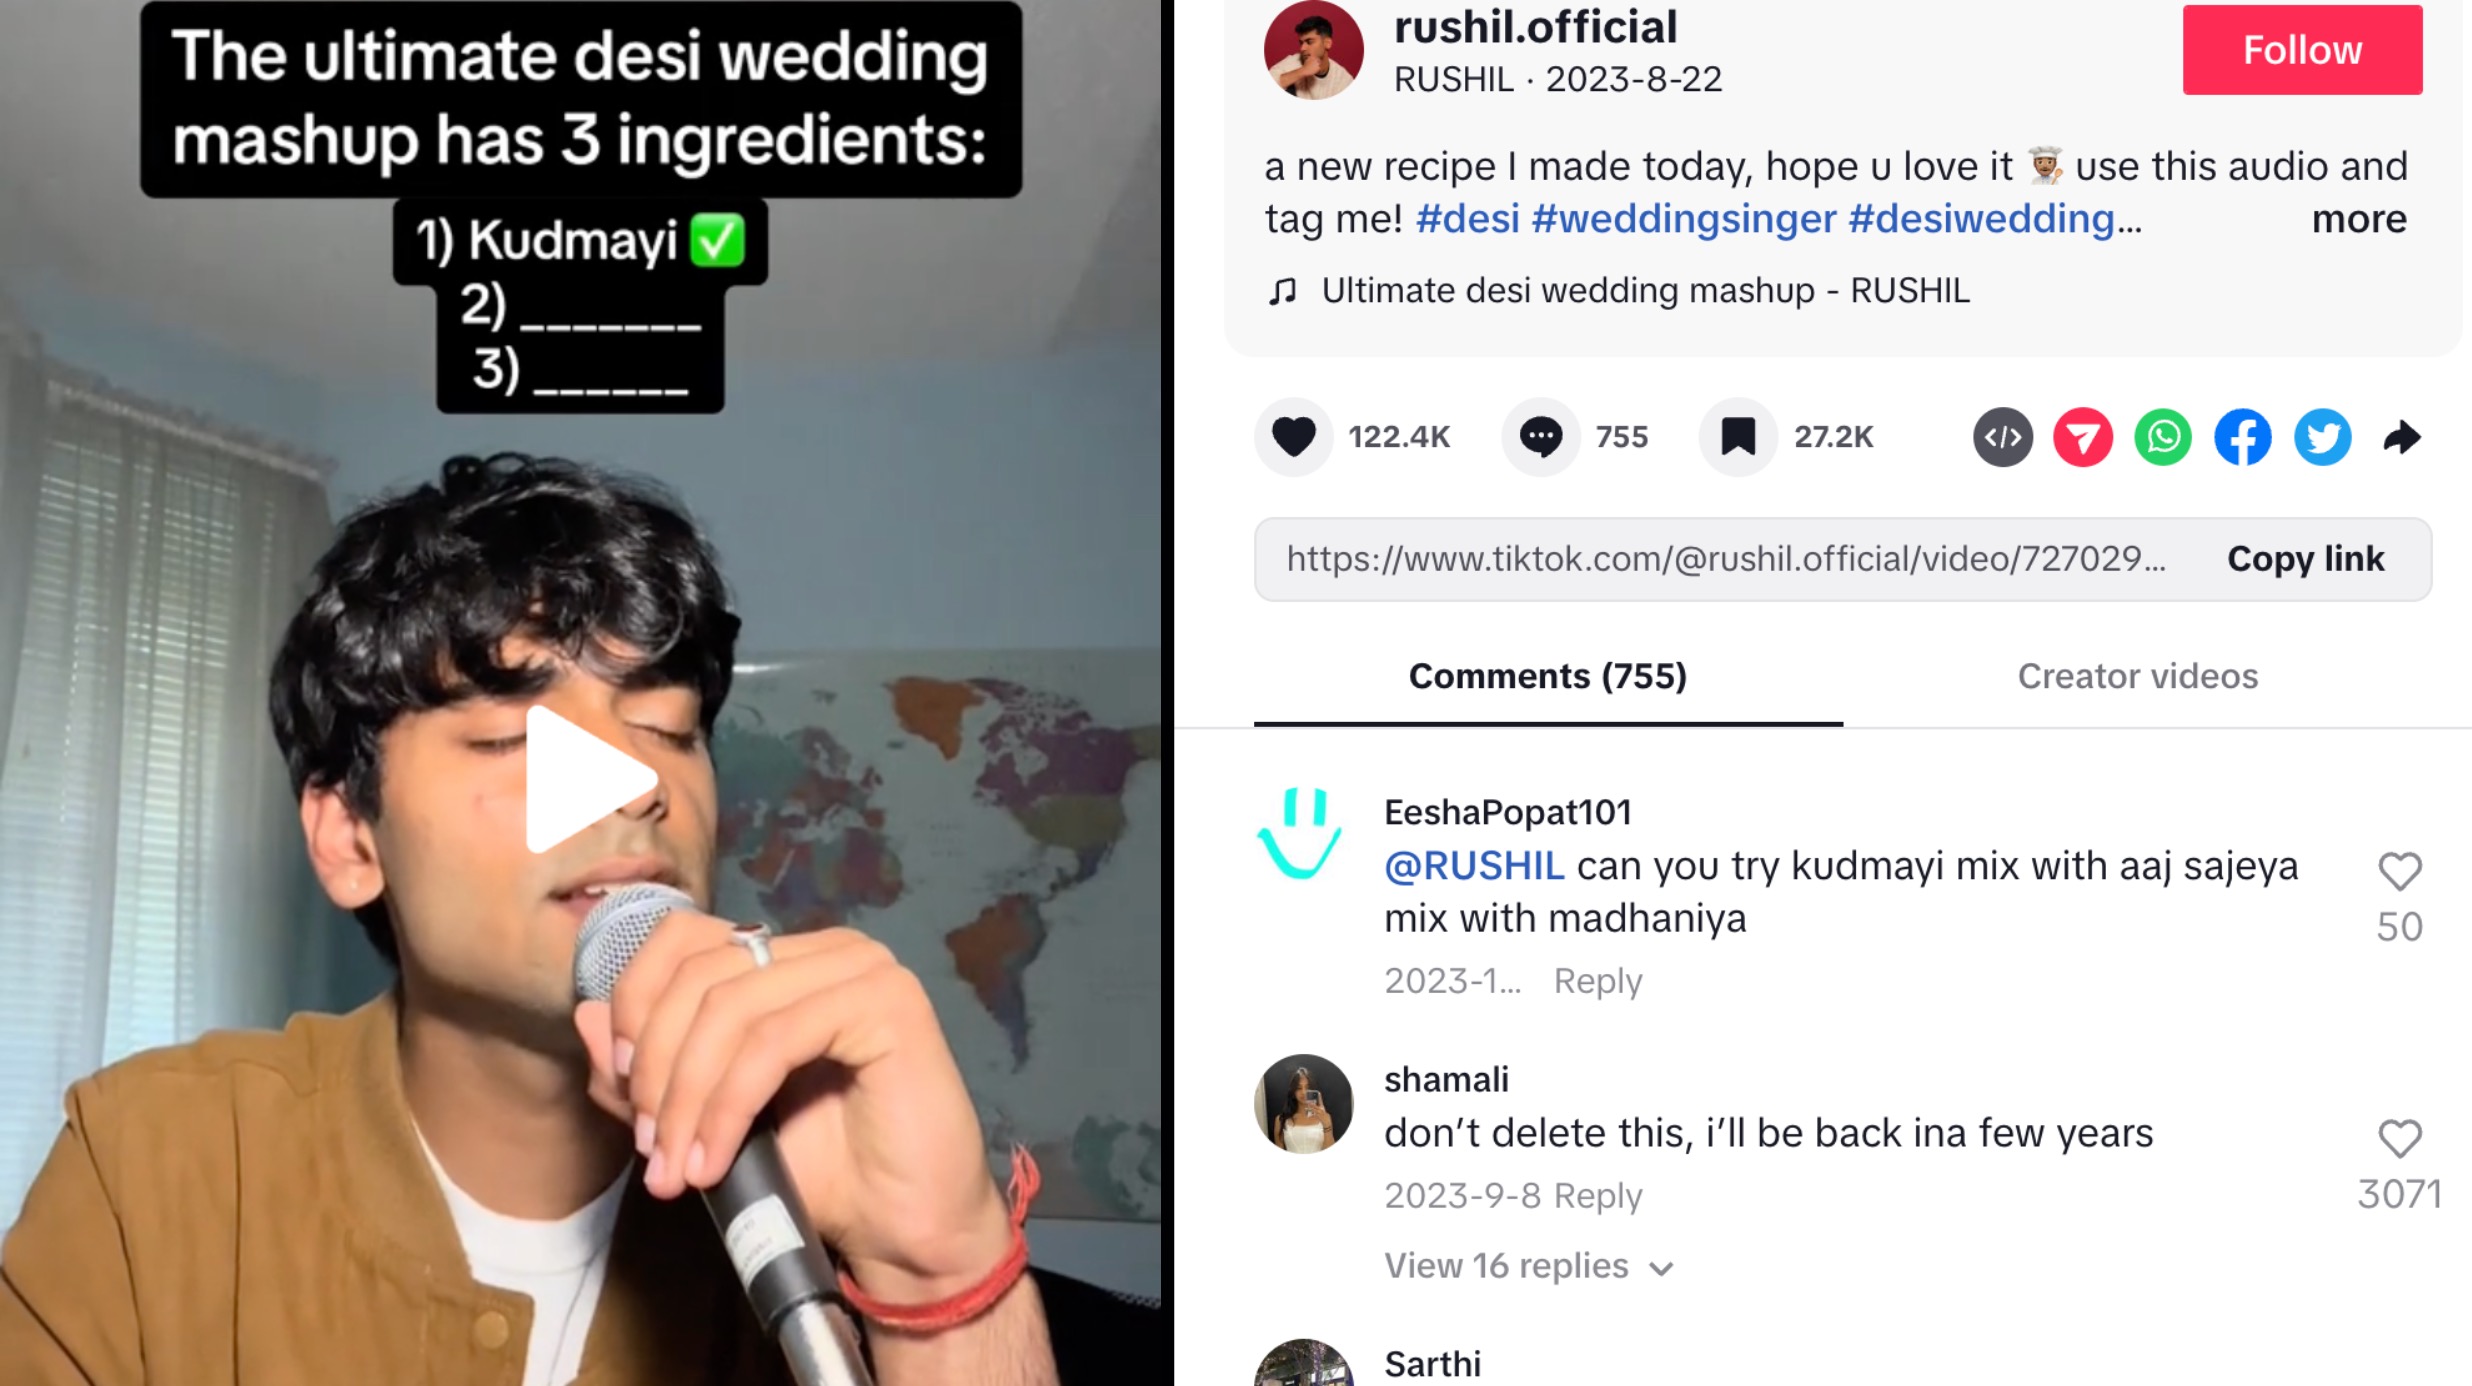 The ultimate desi wedding
mashup has 3 ingredients:
1) Kudmayi ✅
2) _______
3) ______
rushil.official
RUSHIL · 2023-8-22
Follow
a new recipe I made today, hope u love it 👨🏽‍🍳 use this audio and
tag me! #desi #weddingsinger #desiwedding...
more
Ultimate desi wedding mashup - RUSHIL
122.4K
755
27.2K
https://www.tiktok.com/@rushil.official/video/727029...
Copy link
Comments (755)
Creator videos
EeshaPopat101
@RUSHIL can you try kudmayi mix with aaj sajeya
mix with madhaniya
50
2023-1... Reply
shamali
don’t delete this, i’ll be back ina few years
3071
2023-9-8 Reply
View 16 replies
Sarthi